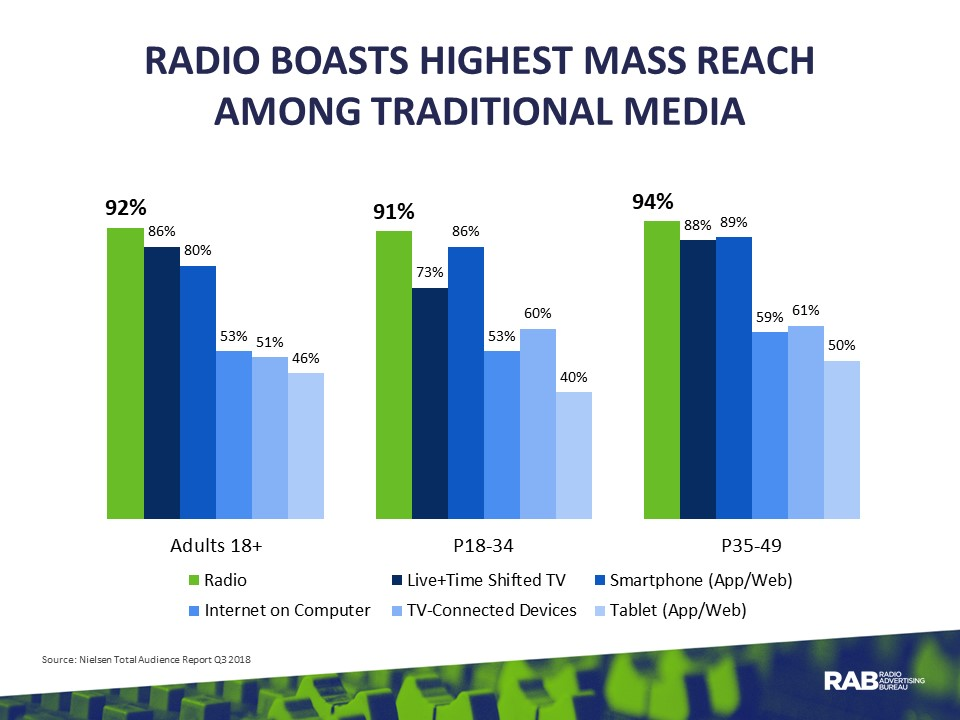 RADIO BOASTS HIGHEST MASS REACH
AMONG TRADITIONAL MEDIA
92%
86%
80%
53%
51%
46%
91%
73%
86%
53%
60%
40%
94%
88%
89%
59%
61%
50%
Adults 18+
P18-34
P35-49
Radio
Live+Time Shifted TV
Smartphone (App/Web)
Internet on Computer
TV-Connected Devices
Tablet (App/Web)
Source: Nielsen Total Audience Report Q3 2018
RAB
RADIO
ADVERTISING
BUREAU